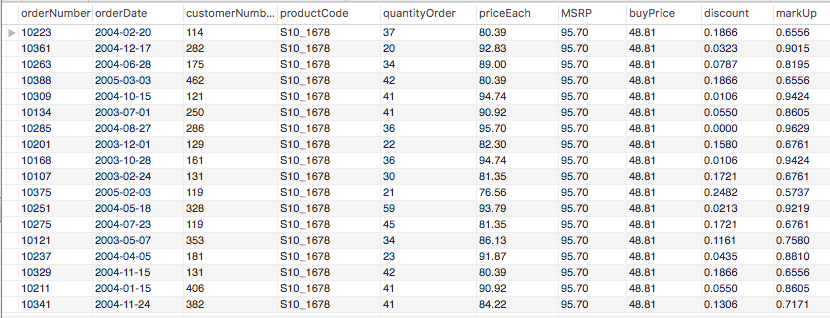 orderNumber orderDate customerNumb... productCode quantityOrder priceEach MSRP buyPrice discount markUp
10223 2004-02-20 114 S10_1678 37 80.39 95.70 48.81 0.1866 0.6556
10361 2004-12-17 282 S10_1678 20 92.83 95.70 48.81 0.0323 0.9015
10263 2004-06-28 175 S10_1678 34 89.00 95.70 48.81 0.0787 0.8195
10388 2005-03-03 462 S10_1678 42 80.39 95.70 48.81 0.1866 0.6556
10309 2004-10-15 121 S10_1678 41 94.74 95.70 48.81 0.0106 0.9424
10134 2003-07-01 250 S10_1678 41 90.92 95.70 48.81 0.0550 0.8605
10285 2004-08-27 286 S10_1678 36 95.70 95.70 48.81 0.0000 0.9629
10201 2003-12-01 129 S10_1678 22 82.30 95.70 48.81 0.1580 0.6761
10168 2003-10-28 161 S10_1678 36 94.74 95.70 48.81 0.0106 0.9424
10107 2003-02-24 131 S10_1678 30 81.35 95.70 48.81 0.1721 0.6761
10375 2005-02-03 119 S10_1678 21 76.56 95.70 48.81 0.2482 0.5737
10251 2004-05-18 328 S10_1678 59 93.79 95.70 48.81 0.0213 0.9219
10275 2004-07-23 119 S10_1678 45 81.35 95.70 48.81 0.1721 0.6761
10121 2003-05-07 353 S10_1678 34 86.13 95.70 48.81 0.1161 0.7580
10237 2004-04-05 181 S10_1678 23 91.87 95.70 48.81 0.0435 0.8810
10329 2004-11-15 131 S10_1678 42 80.39 95.70 48.81 0.1866 0.6556
10211 2004-01-15 406 S10_1678 41 90.92 95.70 48.81 0.0550 0.8605
10341 2004-11-24 382 S10_1678 41 84.22 95.70 48.81 0.1306 0.7171